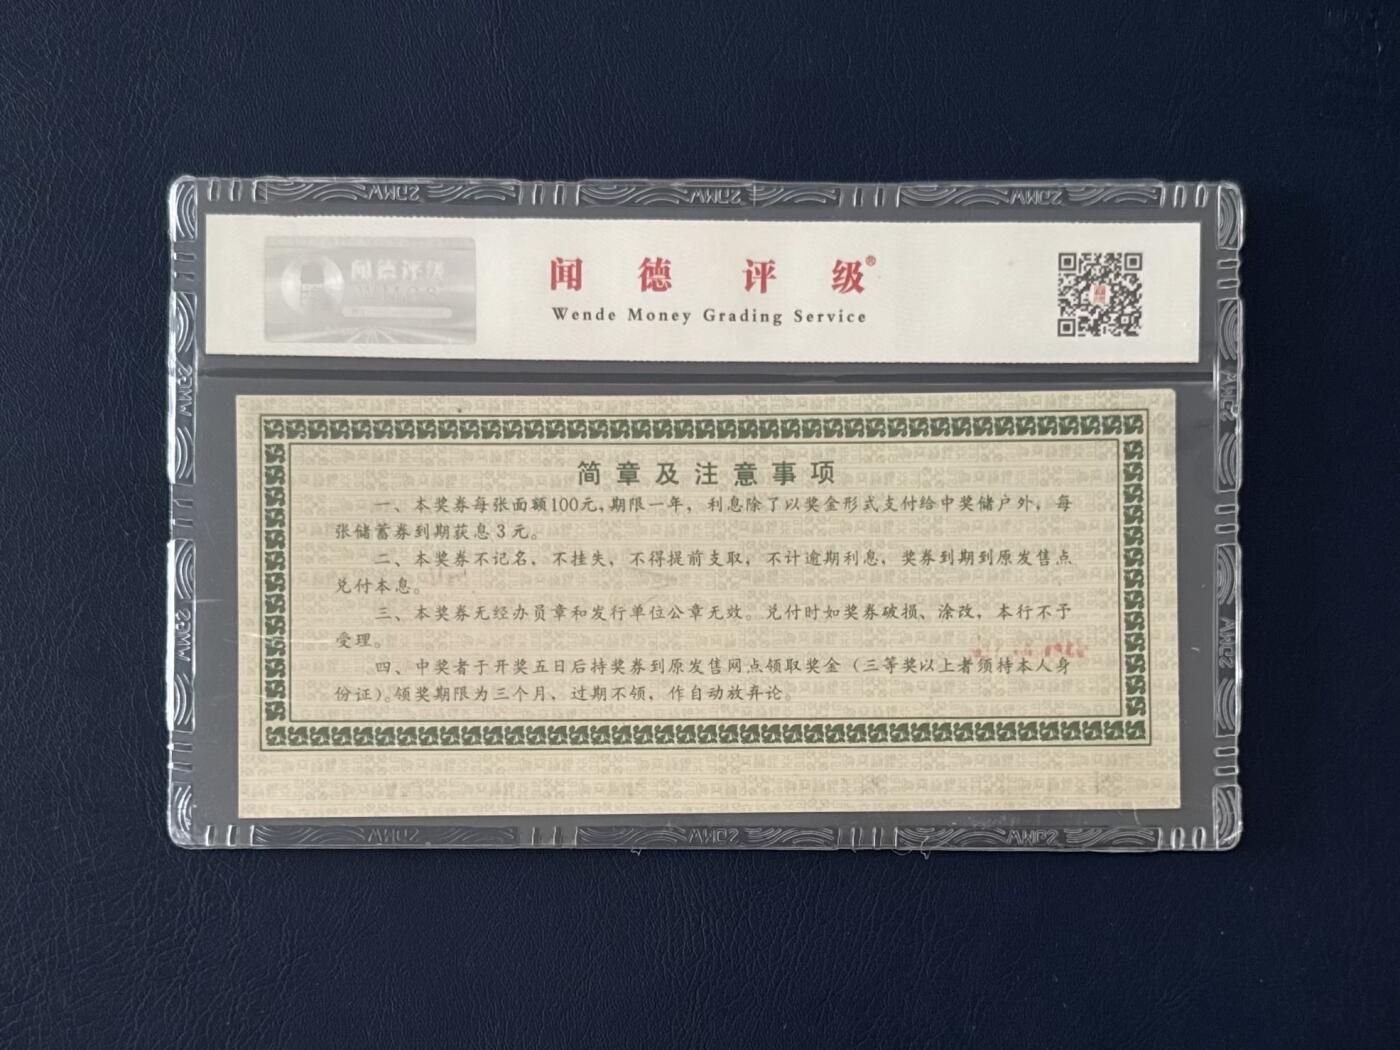 闻德评级
闻德评级®
Wende Money Grading Service
简章及注意事项
一、本奖券每张面额100元,期限一年，利息除了以奖金形式支付给中奖储户外，每
张储蓄券到期获息3元。
二、本奖券不记名，不挂失，不得提前支取，不计逾期利息，奖券到期到原发售点
兑付本息。
三、本奖券无经办员章和发行单位公章无效。兑付时如奖券破损、涂改，本行不予
受理。
四、中奖者于开奖五日后持奖券到原发售网点领取奖金（三等奖以上者须持本人身
份证）。领奖期限为三个月，过期不领，作自动放弃论。